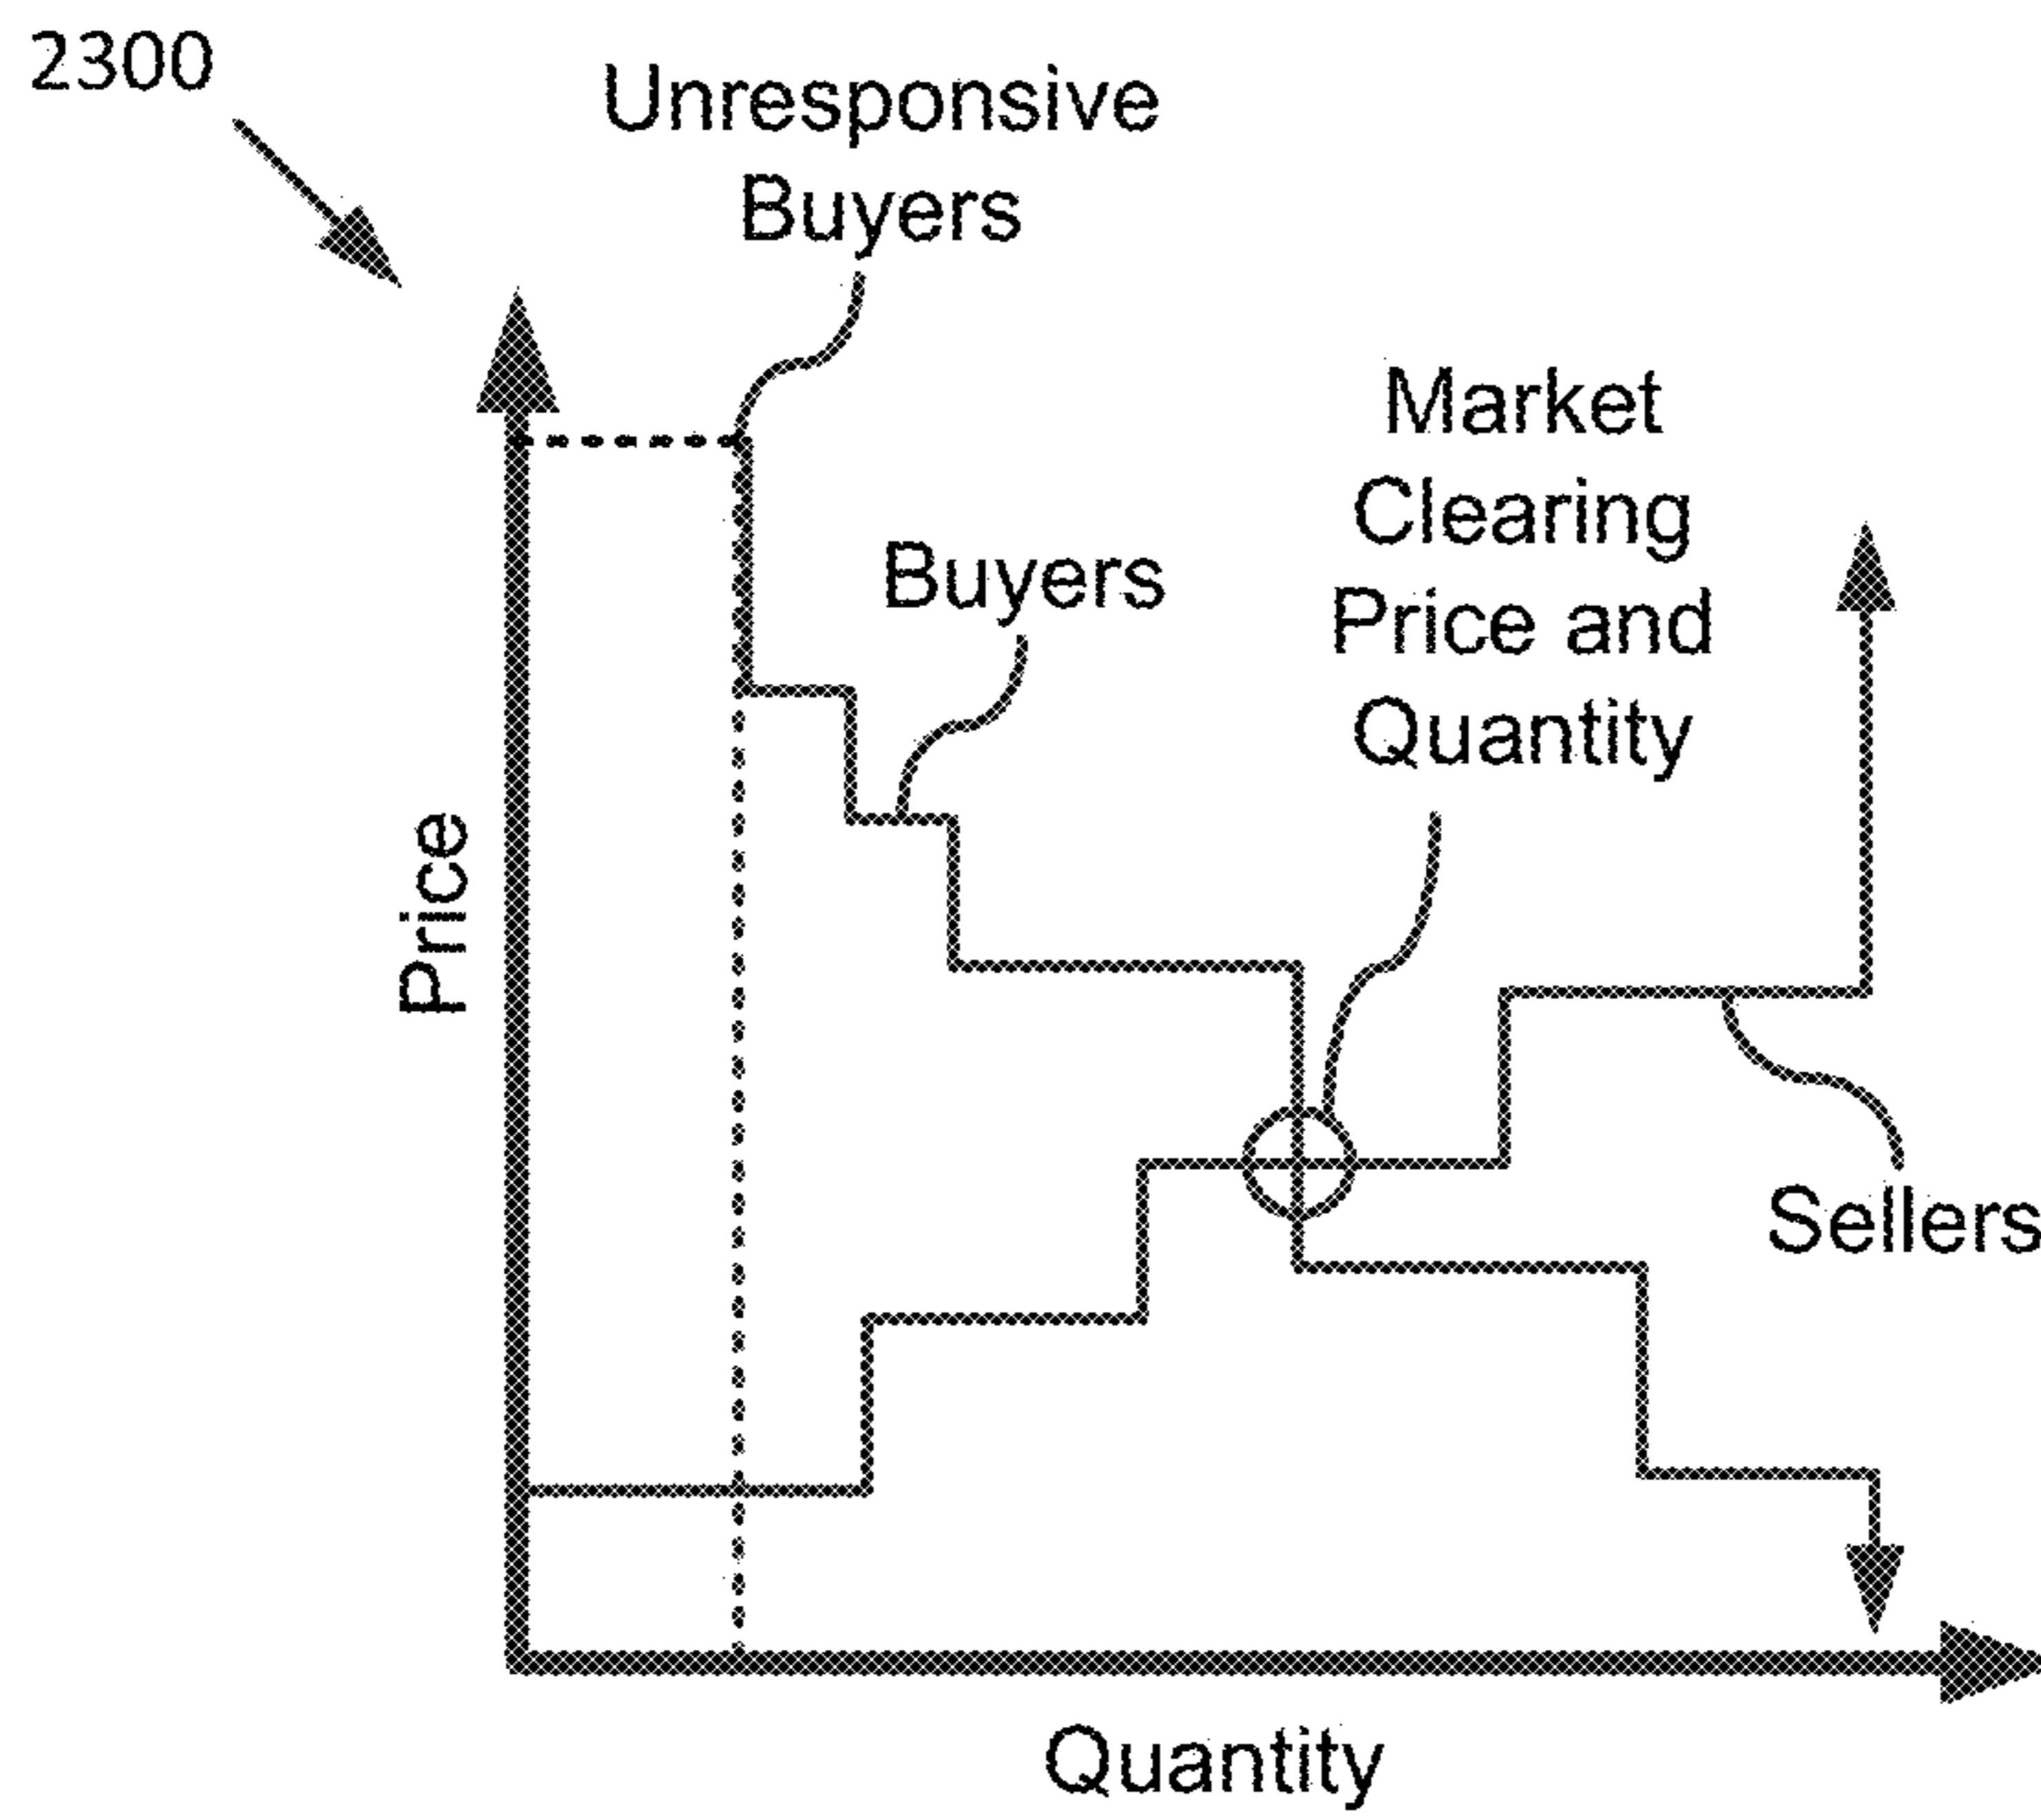 2300
Unresponsive
Buyers
Buyers
Market
Clearing
Price and
Quantity
Price
Sellers
Quantity